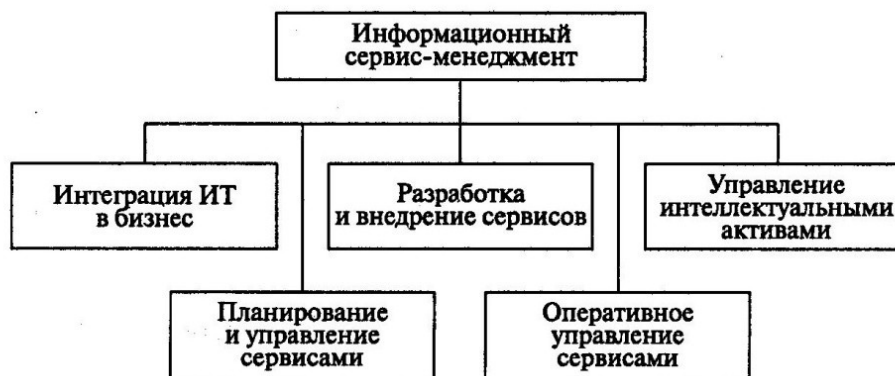 Информационный
сервис-менеджмент
Интеграция ИТ
в бизнес
Разработка
и внедрение сервисов
Управление
интеллектуальными
активами
Планирование
и управление
сервисами
Оперативное
управление
сервисами